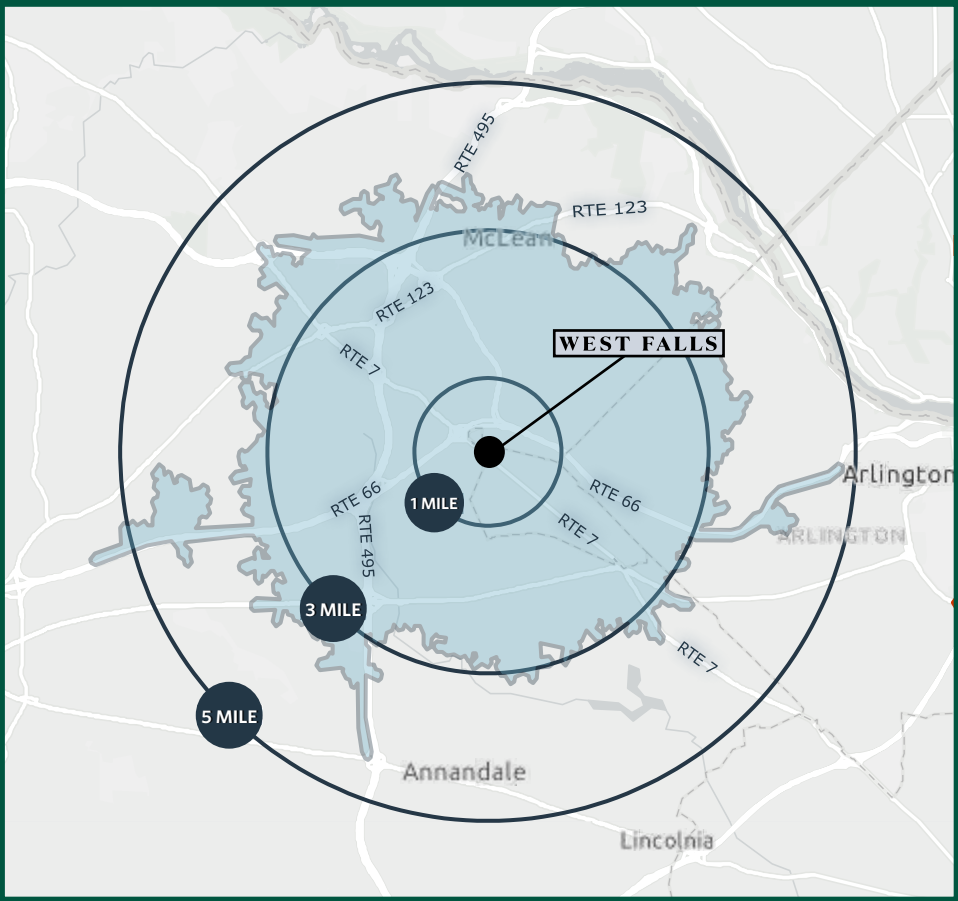 RTE 495
RTE 123
McLean
RTE 123
WEST FALLS
RTE 7
Arlington
RTE 66
RTE 66
1 MILE
RTE 7
ARLINGTON
RTE 495
3 MILE
RTE 7
5 MILE
Annandale
Lincolnia